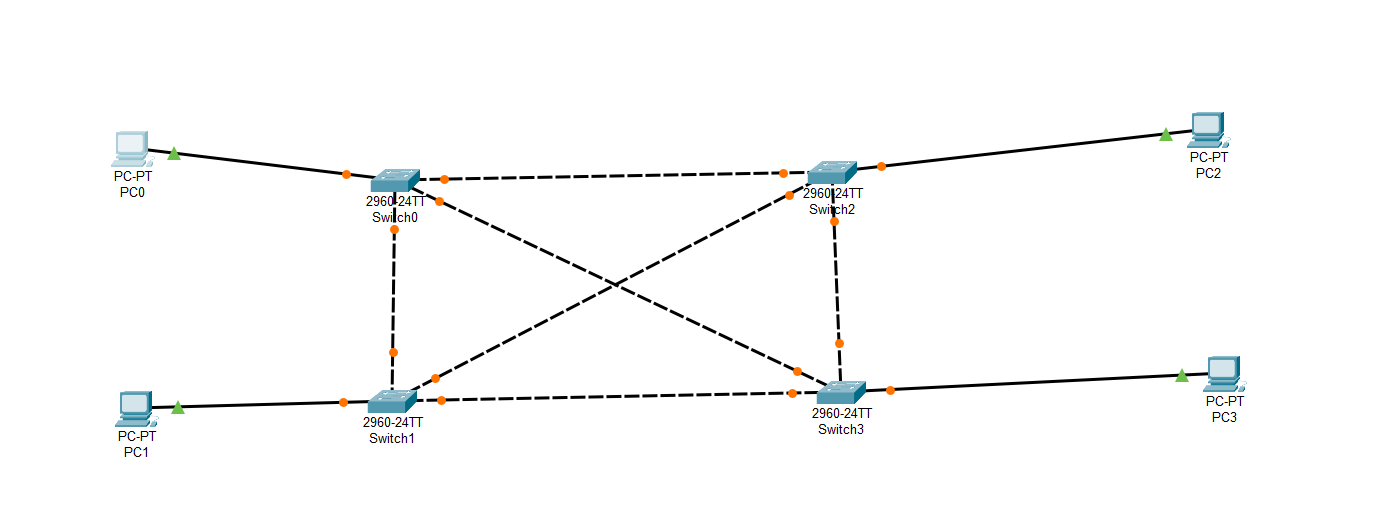 PC-PT
PC0
2960-24TT
Switch0
2960-24TT
Switch2
PC-PT
PC2
PC-PT
PC1
2960-24TT
Switch1
2960-24TT
Switch3
PC-PT
PC3